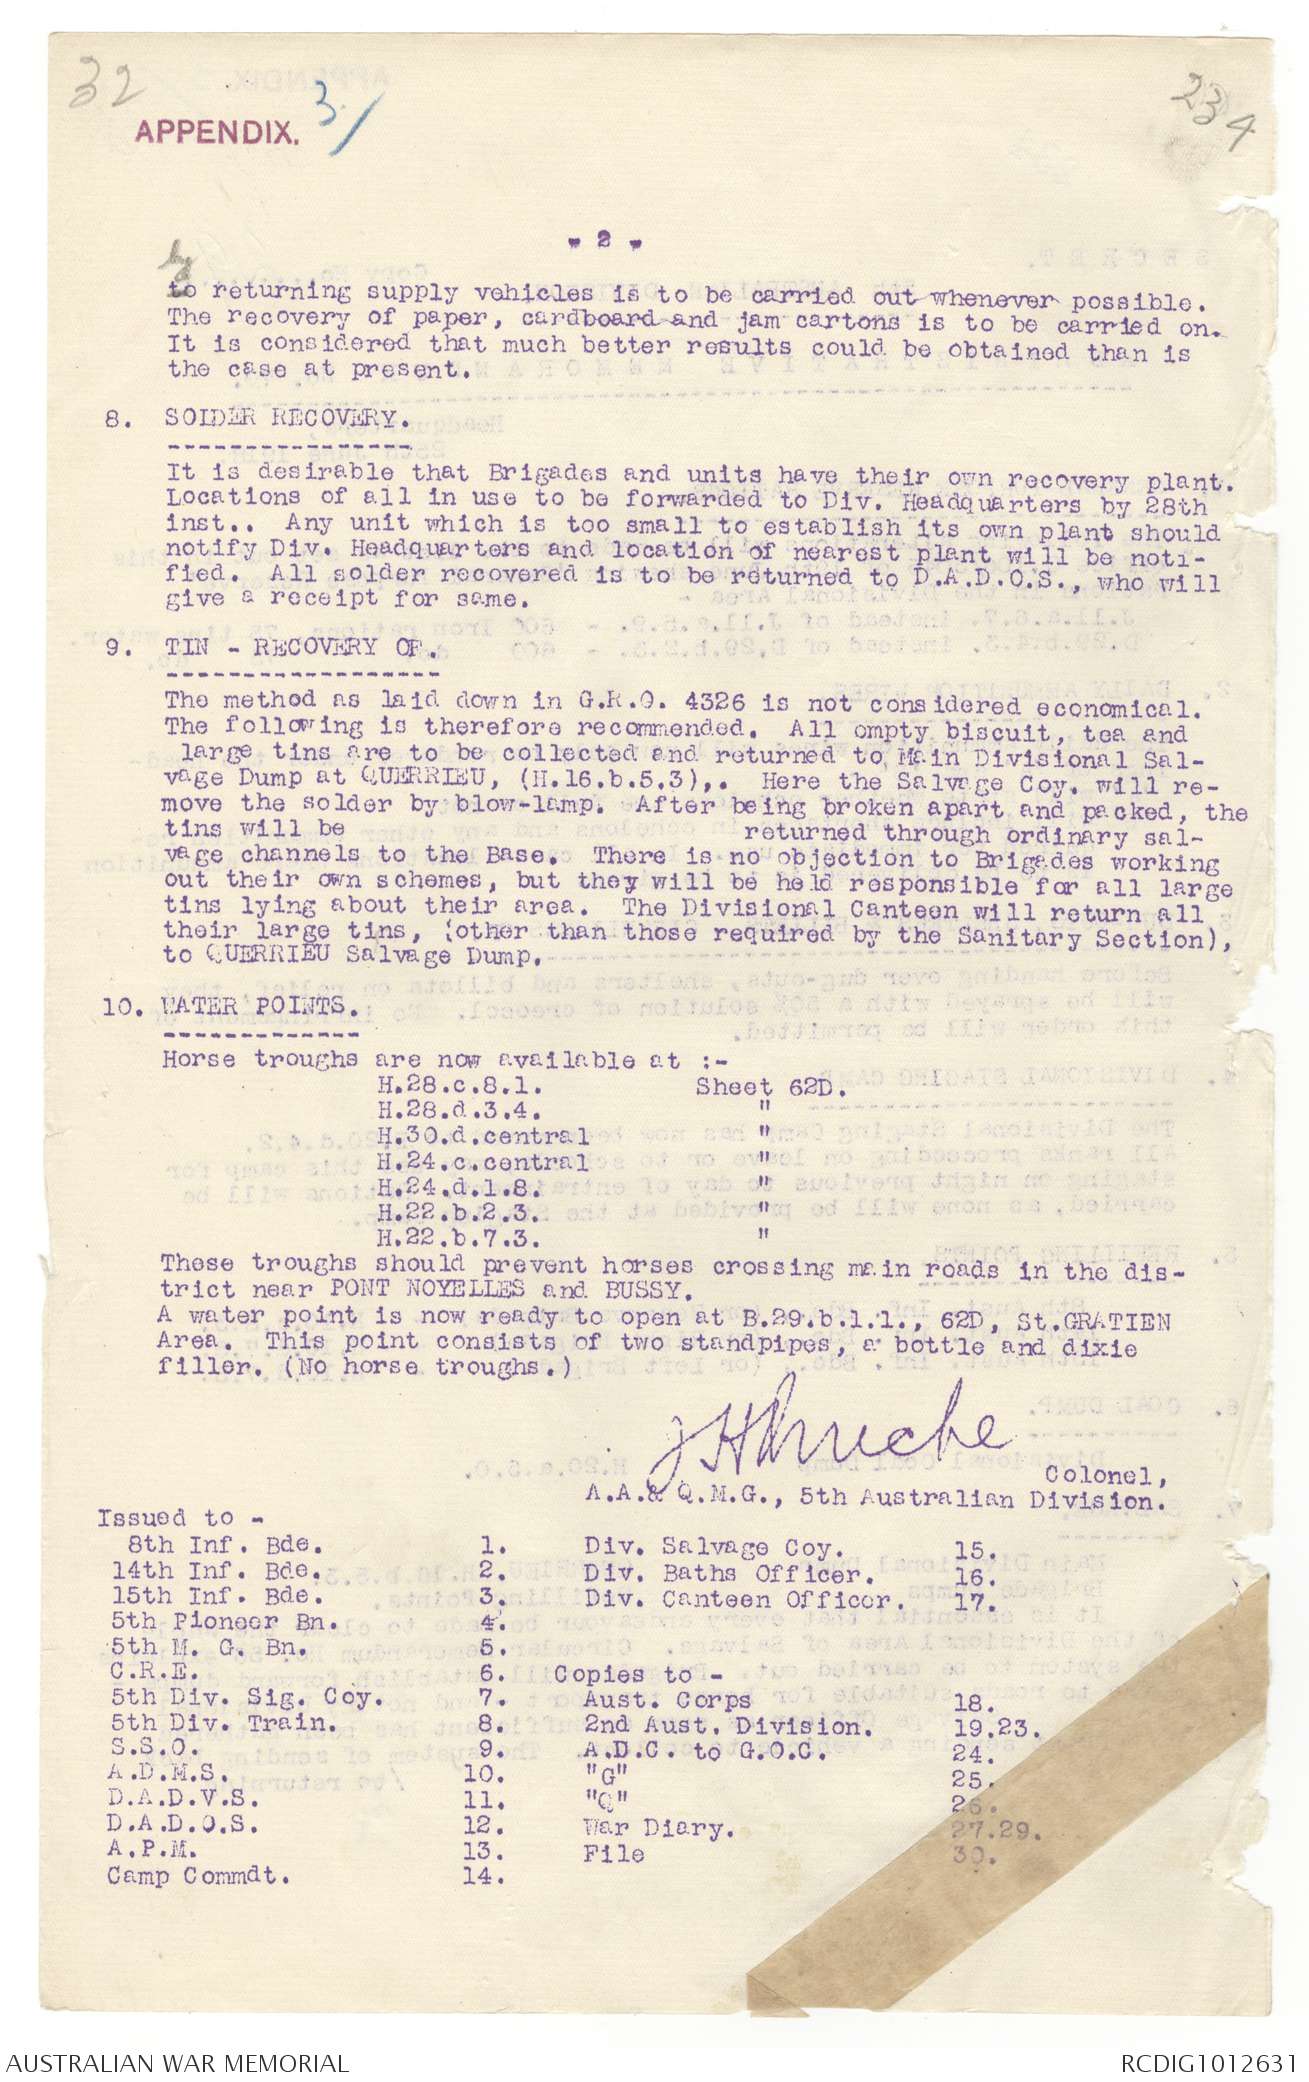 32
234
APPENDIX. 31
- 2 -
by
to returning supply vehicles is to be carried out whenever possible.
The recovery of paper, cardboard and jam cartons is to be carried on.
It is considered that much better results could be obtained than is
the case at present.
8. SOLDER RECOVERY.
It is desirable that Brigades and units have their own recovery plant.
Locations of all in use to be forwarded to Div. Headquarters by 28th
inst.. Any unit which is too small to establish its own plant should
notify Div. Headquarters and location of nearest plant will be noti-
fied. All solder recovered is to be returned to D.A.D.O.S., who will
give a receipt for same.
9. TIN - RECOVERY OF.
The method as laid down in G.R.O. 4326 is not considered economical.
The following is therefore recommended. All empty biscuit, tea and
large tins are to be collected and returned to Main Divisional Sal-
vage Dump at QUERRIEU, (H.16.b.5.3),. Here the Salvage Coy. will re-
move the solder by blow-lamp. After being broken apart and packed, the
tins will be returned through ordinary sal-
vage channels to the Base. There is no objection to Brigades working
out their own schemes, but they will be held responsible for all large
tins lying about their area. The Divisional Canteen will return all
their large tins, (other than those required by the Sanitary Section),
to QUERRIEU Salvage Dump.
10. WATER POINTS.
Horse troughs are now available at :-
H.28.c.8.1. Sheet 62D.
H.28.d.3.4. "
H.30.d.central "
H.24.c.central "
H.24.d.1.8. "
H.22.b.2.3. "
H.22.b.7.3. "
These troughs should prevent horses crossing main roads in the dis-
trict near PONT NOYELLES and BUSSY.
A water point is now ready to open at B.29.b.1.1., 62D, St.GRATIEN
Area. This point consists of two standpipes, a bottle and dixie
filler. (No horse troughs.)
JH Bruche
Colonel,
A.A.& Q.M.G., 5th Australian Division.
Issued to -
8th Inf. Bde. 1. Div. Salvage Coy. 15.
14th Inf. Bde. 2. Div. Baths Officer. 16.
15th Inf. Bde. 3. Div. Canteen Officer. 17.
5th Pioneer Bn. 4.
5th M. G. Bn. 5.
C.R.E. 6. Copies to -
5th Div. Sig. Coy. 7. Aust. Corps 18.
5th Div. Train. 8. 2nd Aust. Division. 19.23.
S.S.O. 9. A.D.C. to G.O.C. 24.
A.D.M.S. 10. "G" 25.
D.A.D.V.S. 11. "Q" 26.
D.A.D.O.S. 12. War Diary. 27.29.
A.P.M. 13. File 30.
Camp Commdt. 14.
AUSTRALIAN WAR MEMORIAL RCDIG1012631